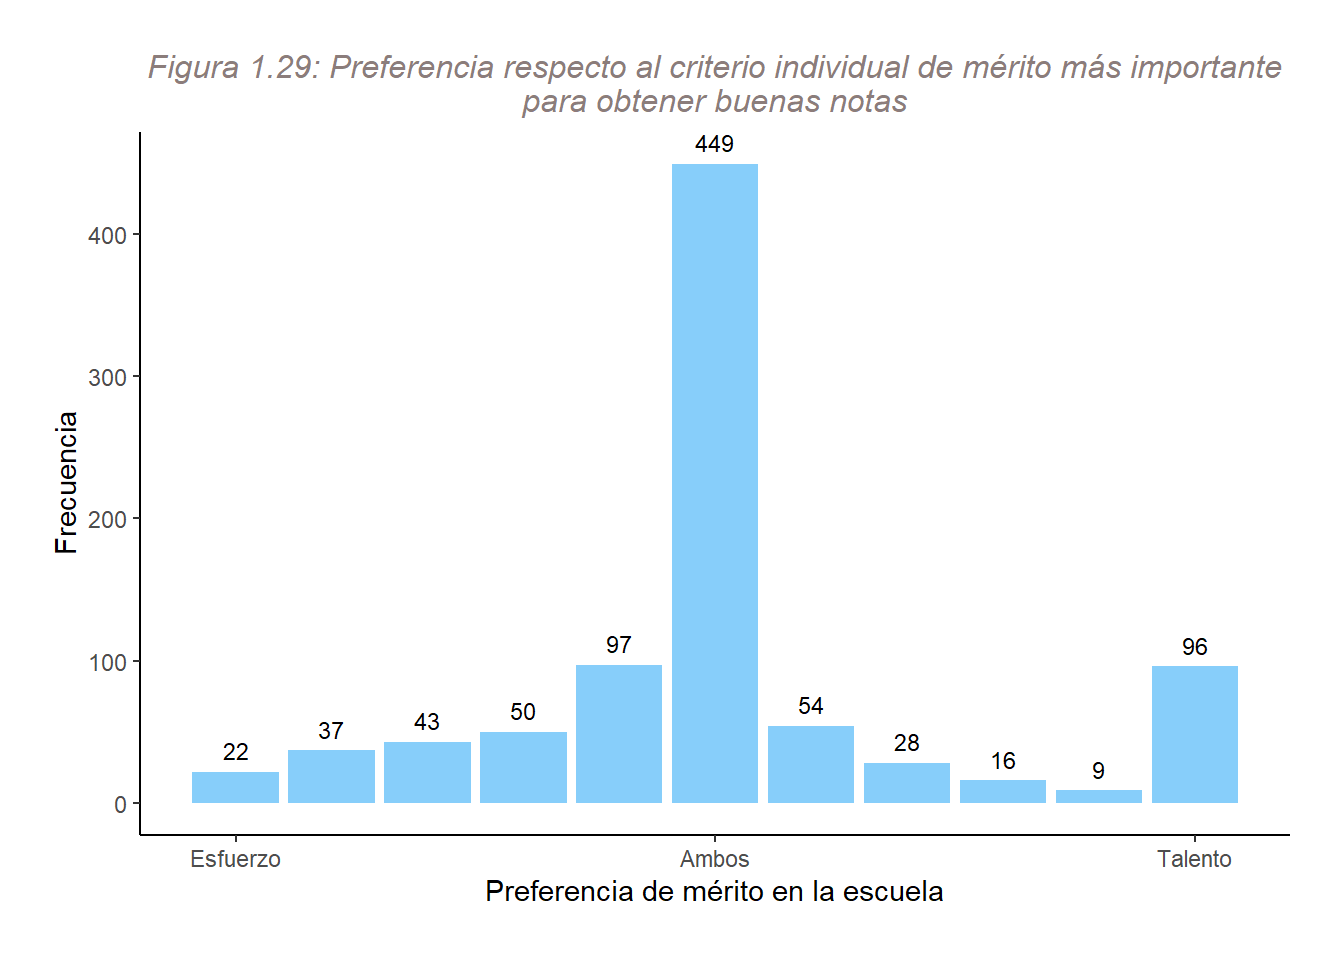 Figura 1.29: Preferencia respecto al criterio individual de mérito más importante
para obtener buenas notas
449
400
300
Frecuencia
200
100
97
96
54
50
43
37
28
22
16
9
0
Esfuerzo
Ambos
Talento
Preferencia de mérito en la escuela